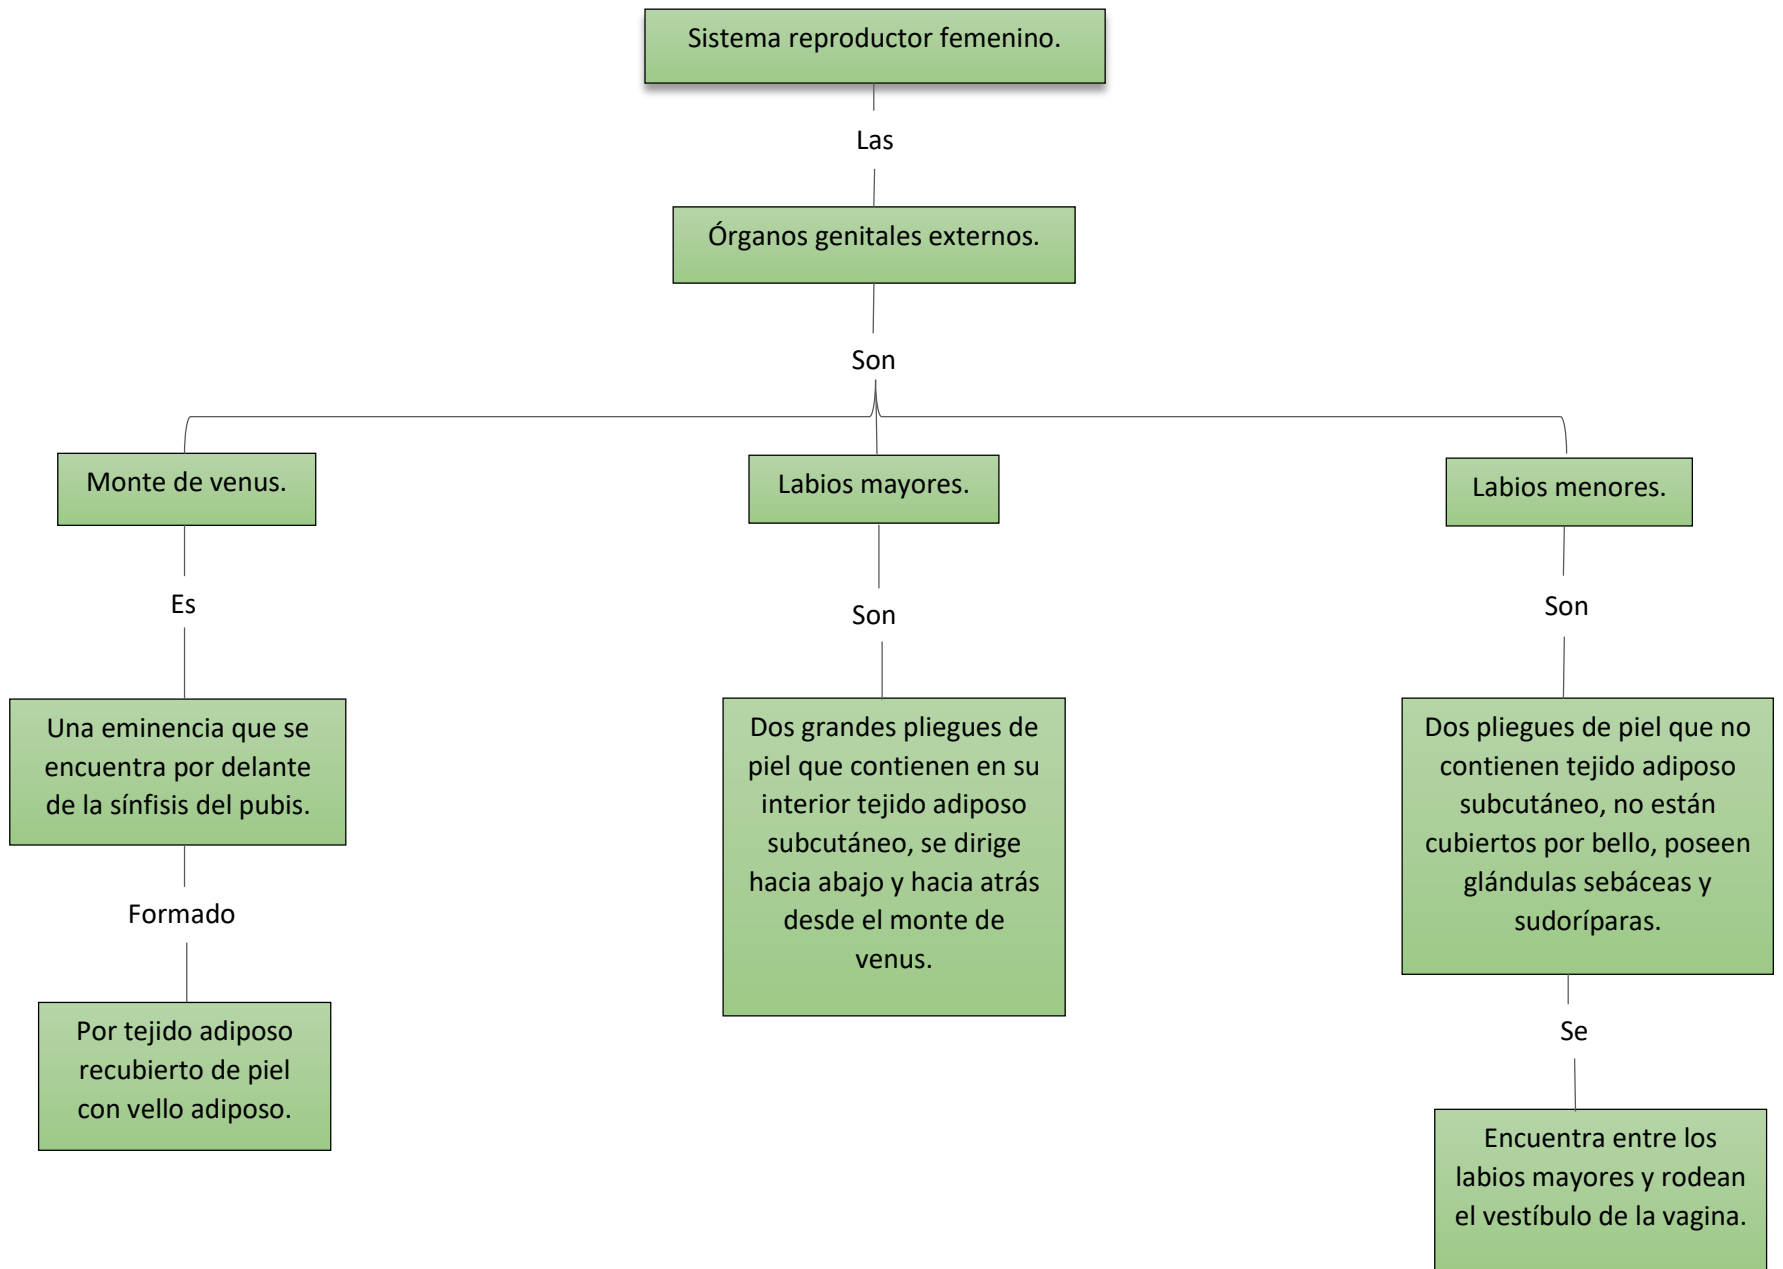 Sistema reproductor femenino.
Las
Órganos genitales externos.
Son
Monte de venus.
Labios mayores.
Labios menores.
Es
Son
Son
Una eminencia que se
encuentra por delante
de la sínfisis del pubis.
Dos grandes pliegues de
piel que contienen en su
interior tejido adiposo
subcutáneo, se dirige
hacia abajo y hacia atrás
desde el monte de
venus.
Dos pliegues de piel que no
contienen tejido adiposo
subcutáneo, no están
cubiertos por bello, poseen
glándulas sebáceas y
sudoríparas.
Formado
Por tejido adiposo
recubierto de piel
con vello adiposo.
Se
Encuentra entre los
labios mayores y rodean
el vestíbulo de la vagina.